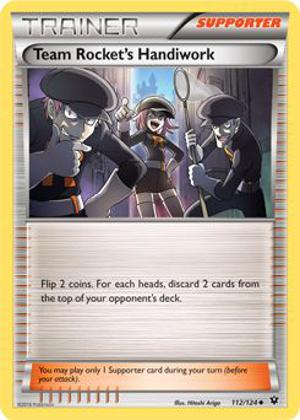 TRAINER SUPPORTER
Team Rocket's Handiwork
Flip 2 coins. For each heads, discard 2 cards from
the top of your opponent's deck.
You may play only 1 Supporter card during your turn (before
your attack).
©2016 Pokémon Illus. Hitoshi Ariga 112/124